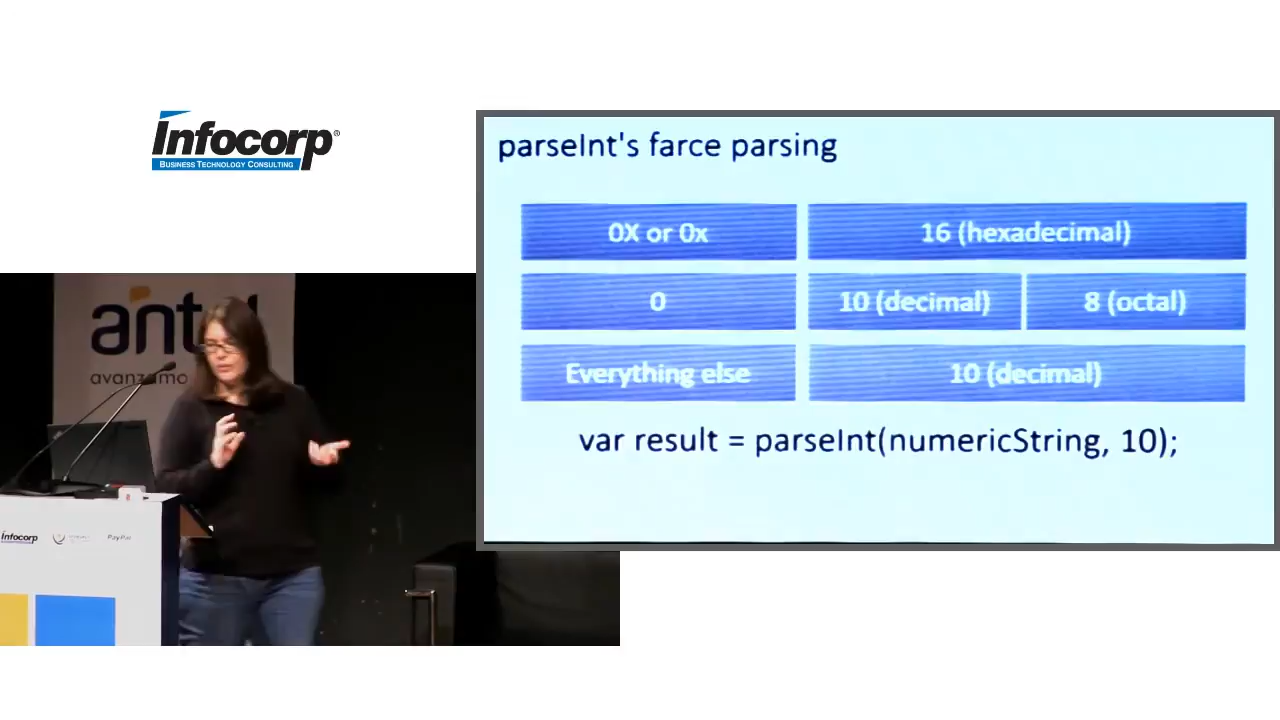 Infocorp®
BUSINESS TECHNOLOGY CONSULTING
parseInt's farce parsing
0X or 0x
16 (hexadecimal)
0
10 (decimal)
8 (octal)
Everything else
10 (decimal)
var result = parseInt(numericString, 10);
antel
avanzamo
Infocorp
PayPal